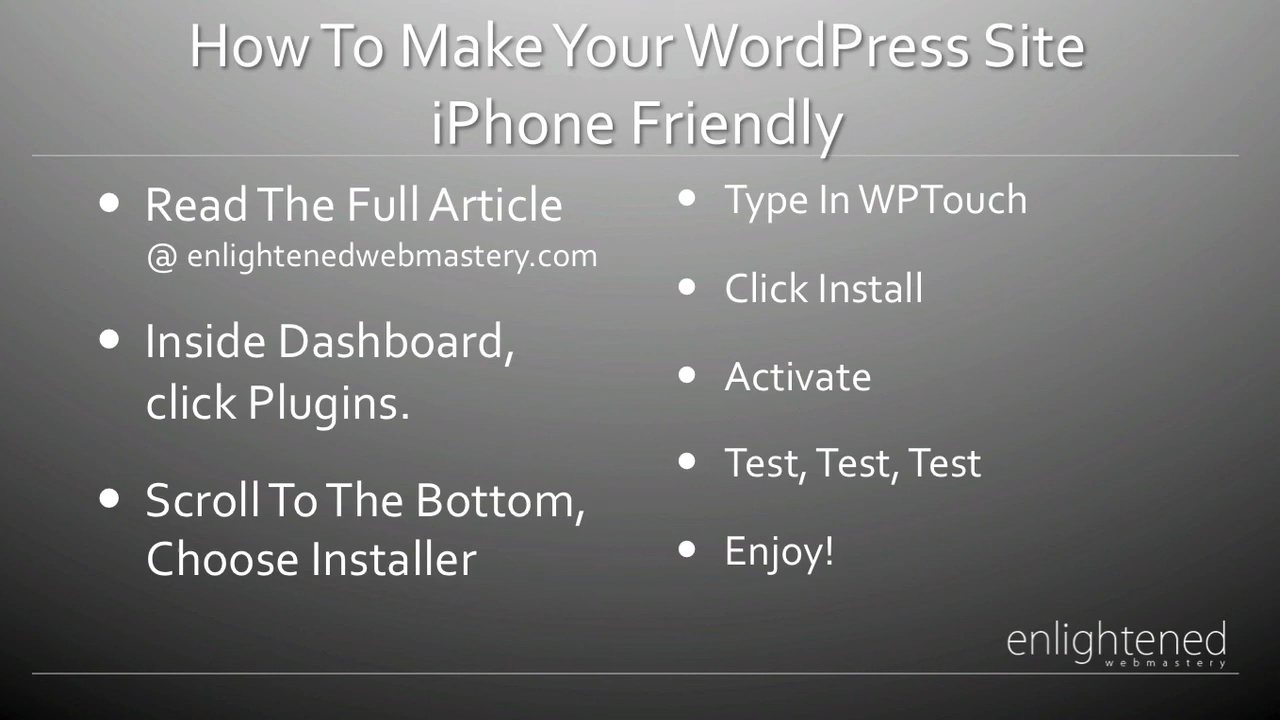 How To Make Your WordPress Site
iPhone Friendly
Read The Full Article
@ enlightenedwebmastery.com
Inside Dashboard,
click Plugins.
Scroll To The Bottom,
Choose Installer
Type In WPTouch
Click Install
Activate
Test, Test, Test
Enjoy!
enlightened
webmastery